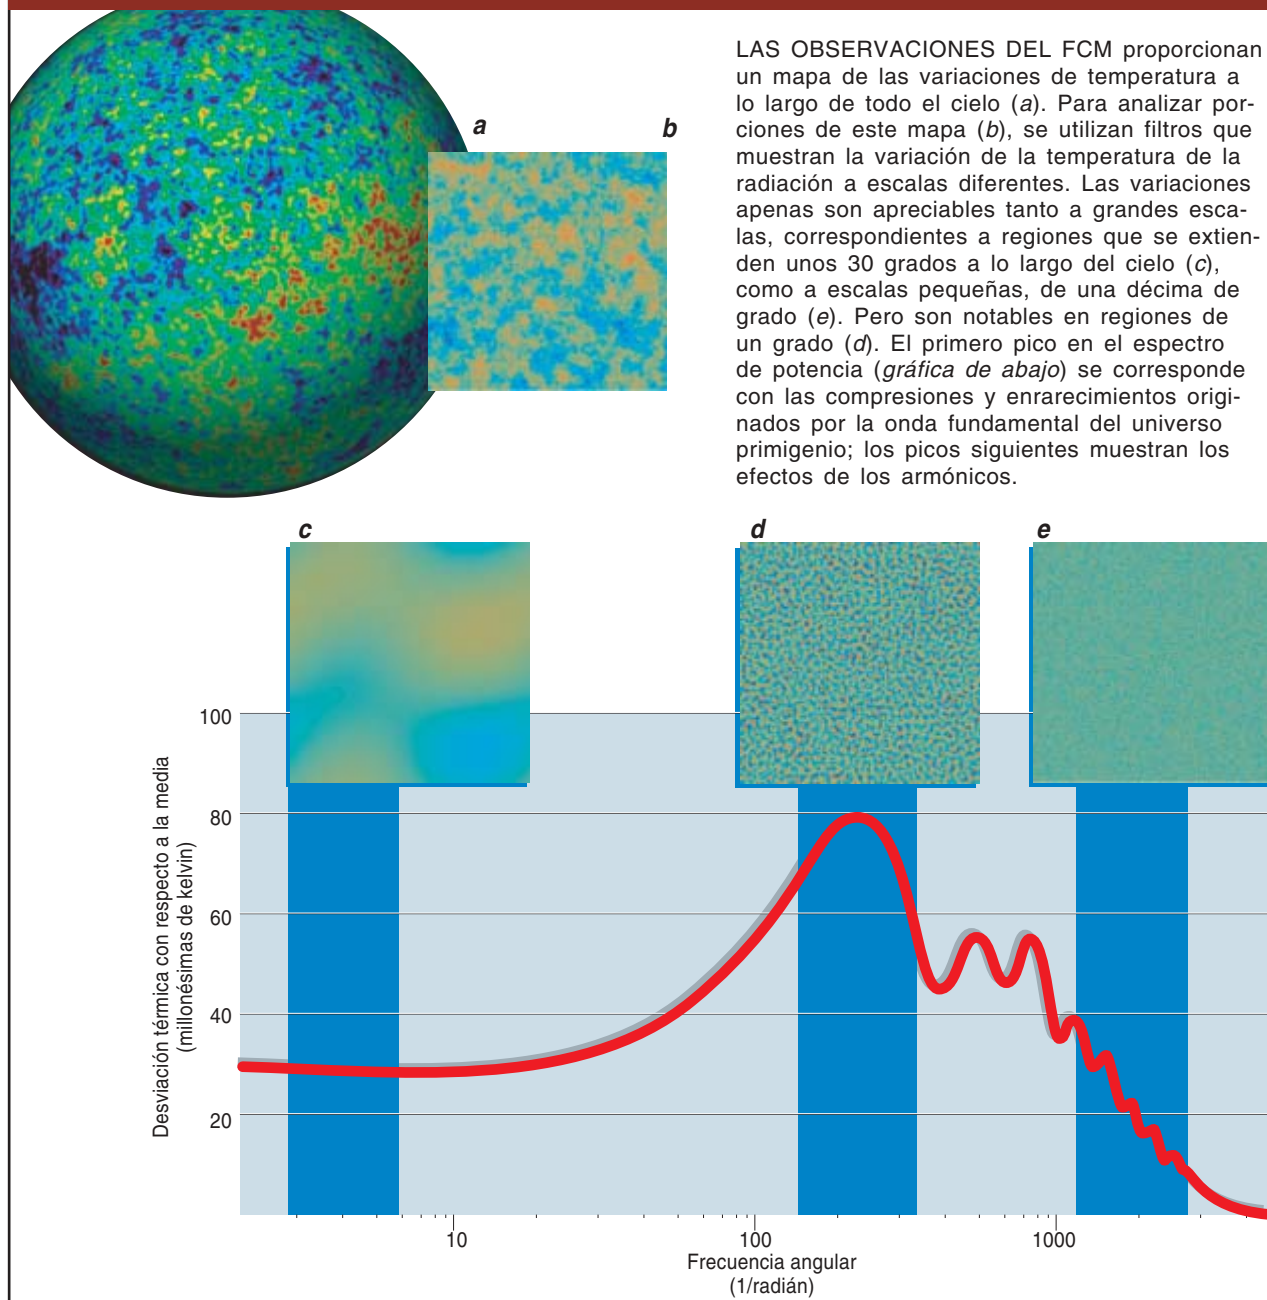 a
b
LAS OBSERVACIONES DEL FCM proporcionan
un mapa de las variaciones de temperatura a
lo largo de todo el cielo (a). Para analizar por-
ciones de este mapa (b), se utilizan filtros que
muestran la variación de la temperatura de la
radiación a escalas diferentes. Las variaciones
apenas son apreciables tanto a grandes esca-
las, correspondientes a regiones que se extien-
den unos 30 grados a lo largo del cielo (c),
como a escalas pequeñas, de una décima de
grado (e). Pero son notables en regiones de
un grado (d). El primero pico en el espectro
de potencia (gráfica de abajo) se corresponde
con las compresiones y enrarecimientos origi-
nados por la onda fundamental del universo
primigenio; los picos siguientes muestran los
efectos de los armónicos.
c
d
e
Desviación térmica con respecto a la media
(millonésimas de kelvin)
100
80
60
40
20
10
100
1000
Frecuencia angular
(1/radián)